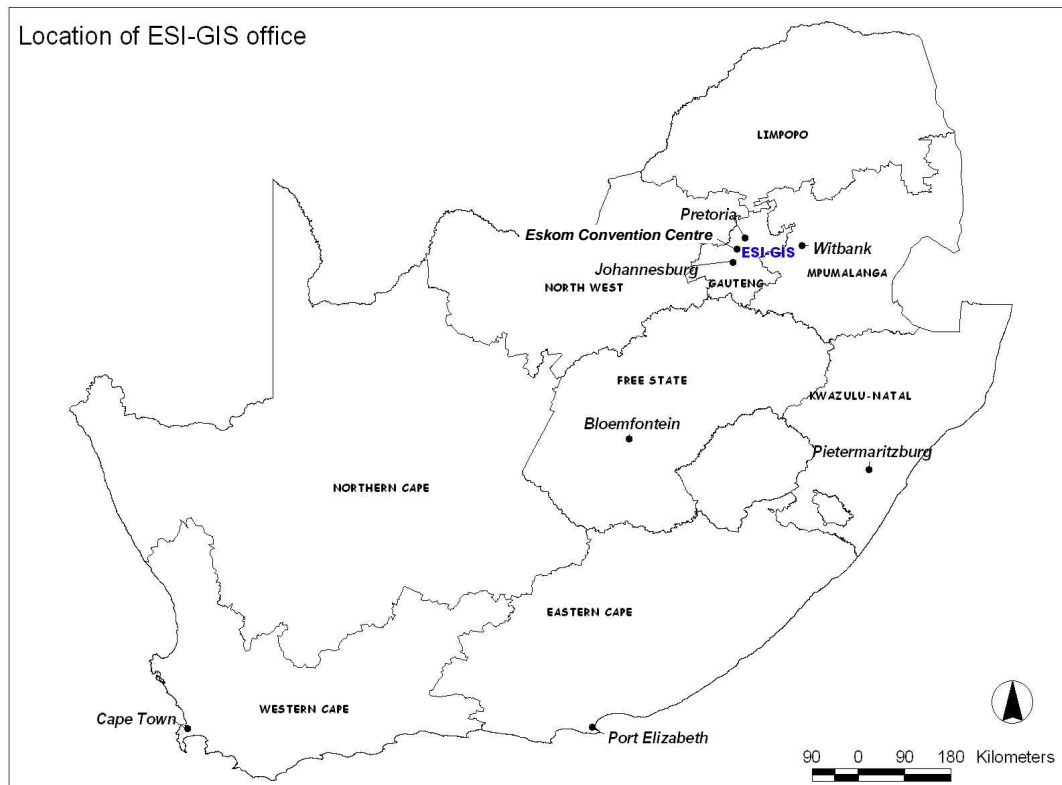 Location of ESI-GIS office
LIMPOPO
Pretoria
Eskom Convention Centre
ESI-GIS
Witbank
Johannesburg
MPUMALANGA
NORTH WEST
GAUTENG
FREE STATE
KWAZULU-NATAL
Bloemfontein
Pietermaritzburg
NORTHERN CAPE
EASTERN CAPE
WESTERN CAPE
Cape Town
Port Elizabeth
90 0 90 180 Kilometers